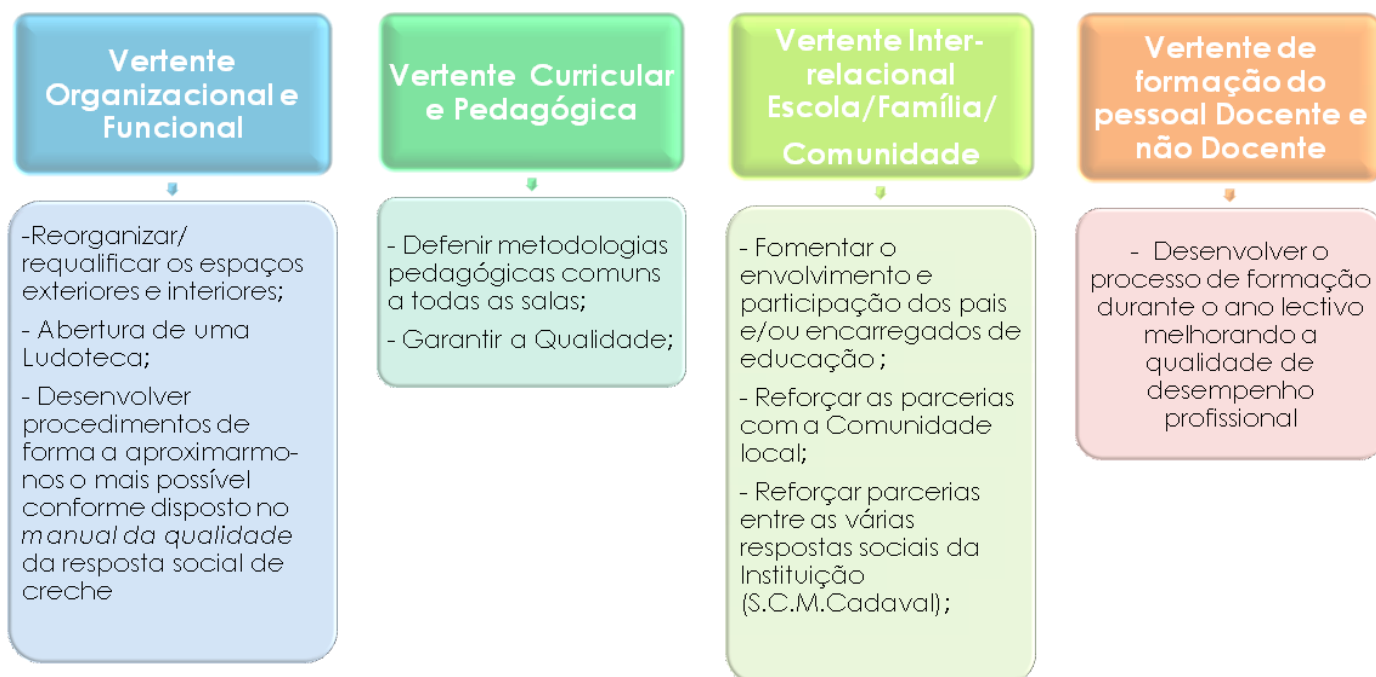 Vertente
Organizacional e
Funcional
-Reorganizar/
requalificar os espaços
exteriores e interiores;
- Abertura de uma
Ludoteca;
- Desenvolver
procedimentos de
forma a aproximarmo-
nos o mais possível
conforme disposto no
manual da qualidade
da resposta social de
creche
Vertente Curricular
e Pedagógica
- Defenir metodologias
pedagógicas comuns
a todas as salas;
- Garantir a Qualidade;
Vertente Inter-
relacional
Escola/Família/
Comunidade
- Fomentar o
envolvimento e
participação dos pais
e/ou encarregados de
educação ;
- Reforçar as parcerias
com a Comunidade
local;
- Reforçar parcerias
entre as várias
respostas sociais da
Instituição
(S.C.M.Cadaval);
Vertente de
formação do
pessoal Docente e
não Docente
- Desenvolver o
processo de formação
durante o ano lectivo
melhorando a
qualidade de
desempenho
profissional